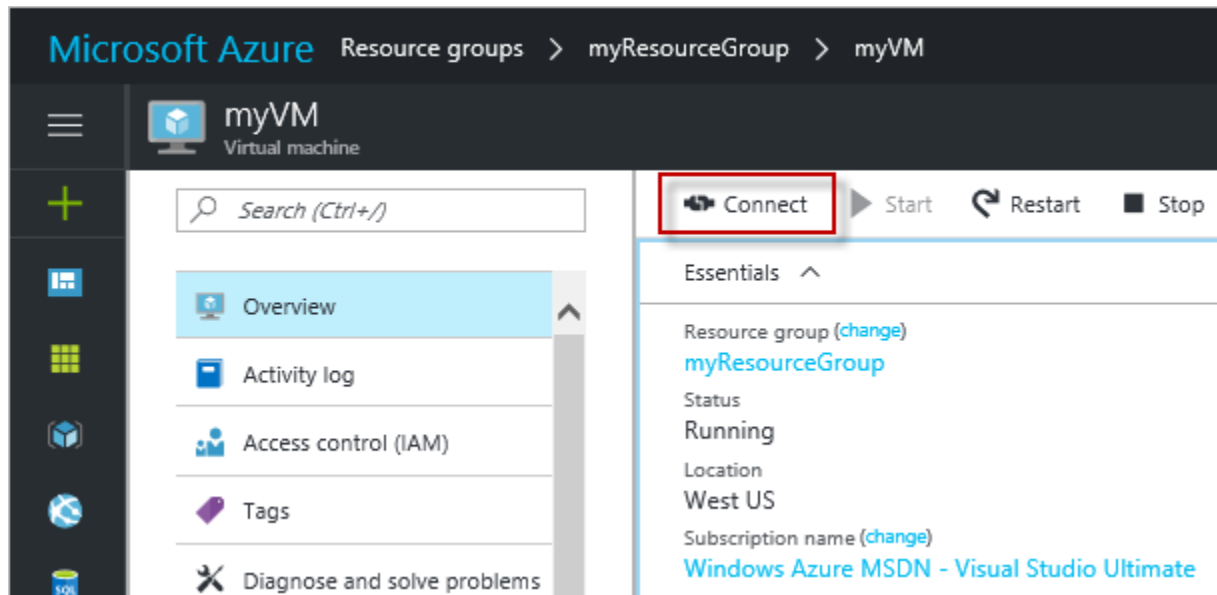 Microsoft Azure Resource groups > myResourceGroup > myVM
myVM
Virtual machine
Search (Ctrl+/)
Connect Start Restart Stop
Essentials
Overview
Activity log
Access control (IAM)
Tags
Diagnose and solve problems
Resource group (change)
myResourceGroup
Status
Running
Location
West US
Subscription name (change)
Windows Azure MSDN - Visual Studio Ultimate
SQL